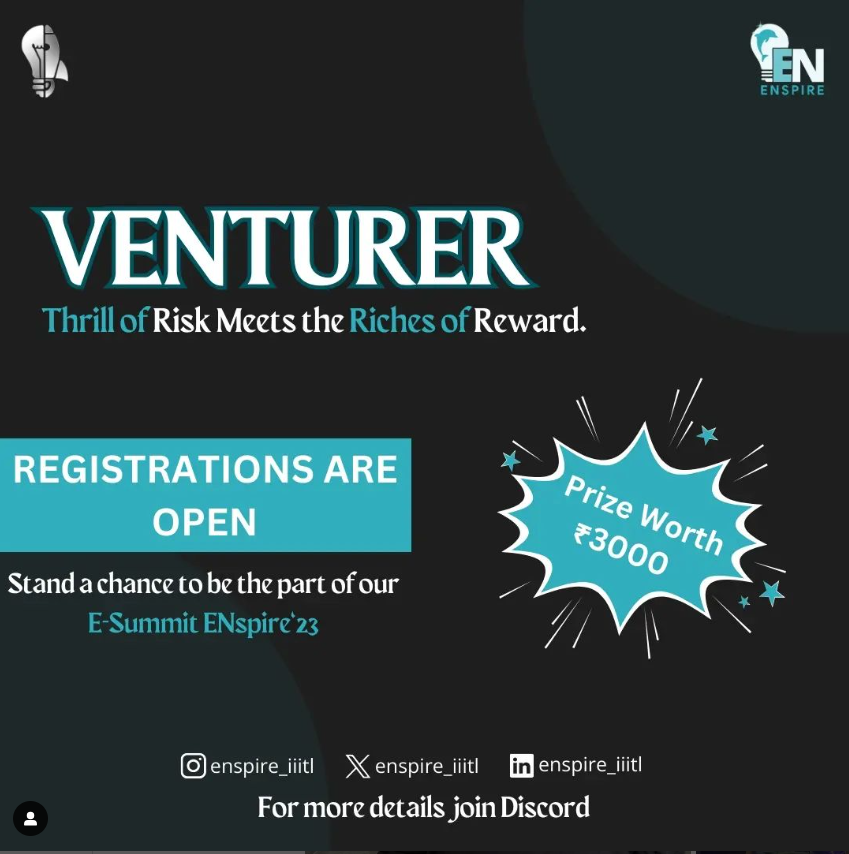 EN
ENSPIRE
VENTURER
Thrill of Risk Meets the Riches of Reward.
REGISTRATIONS ARE
OPEN
Prize Worth
₹3000
Stand a chance to be the part of our
E-Summit ENspire'23
enspire_iiitl enspire_iiitl enspire_iiitl
For more details join Discord